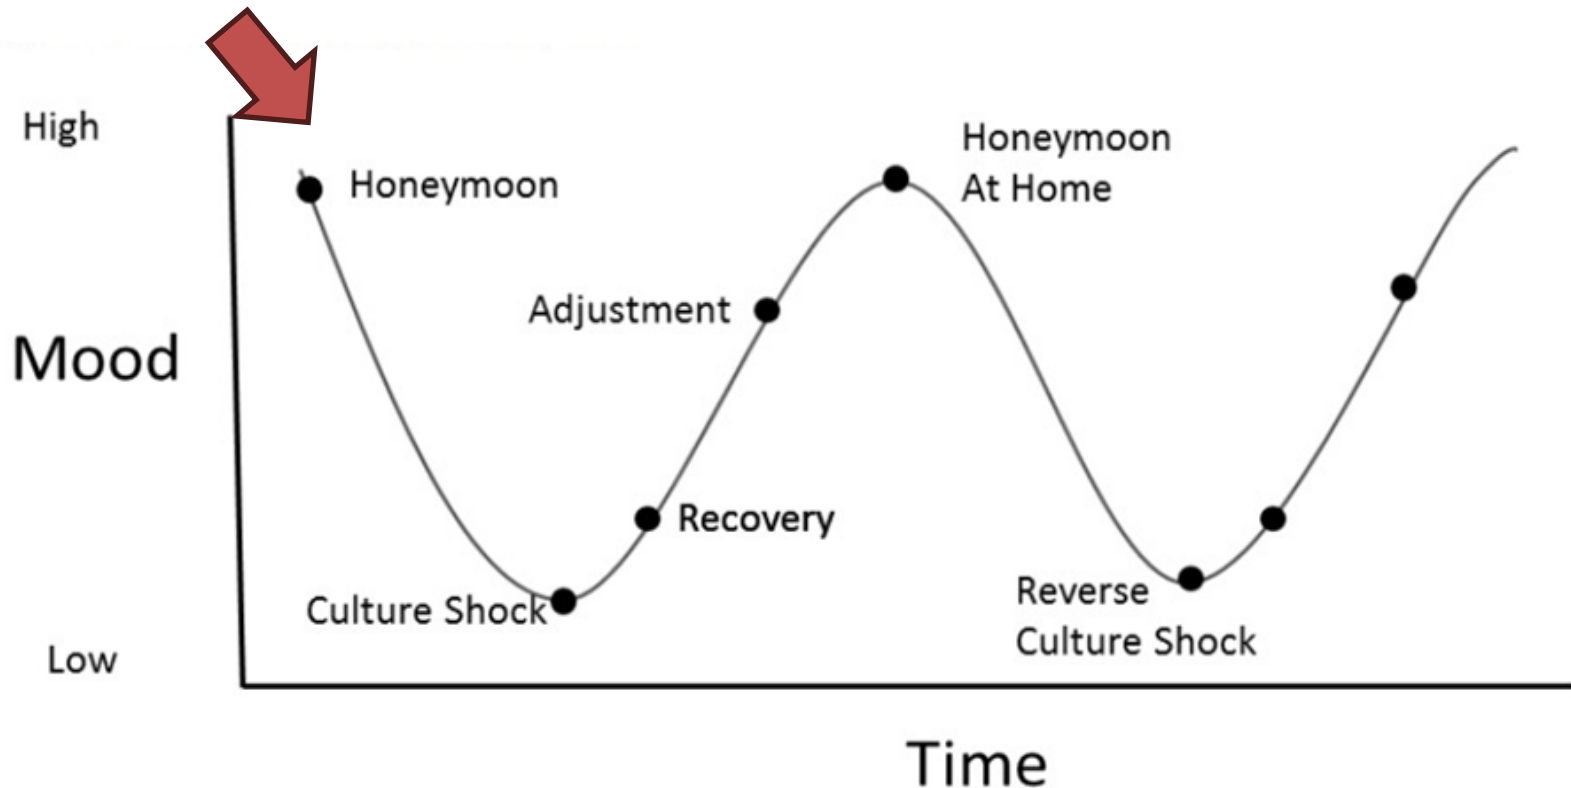 High
Honeymoon
Honeymoon
At Home
Adjustment
Mood
Recovery
Culture Shock
Reverse
Culture Shock
Low
Time